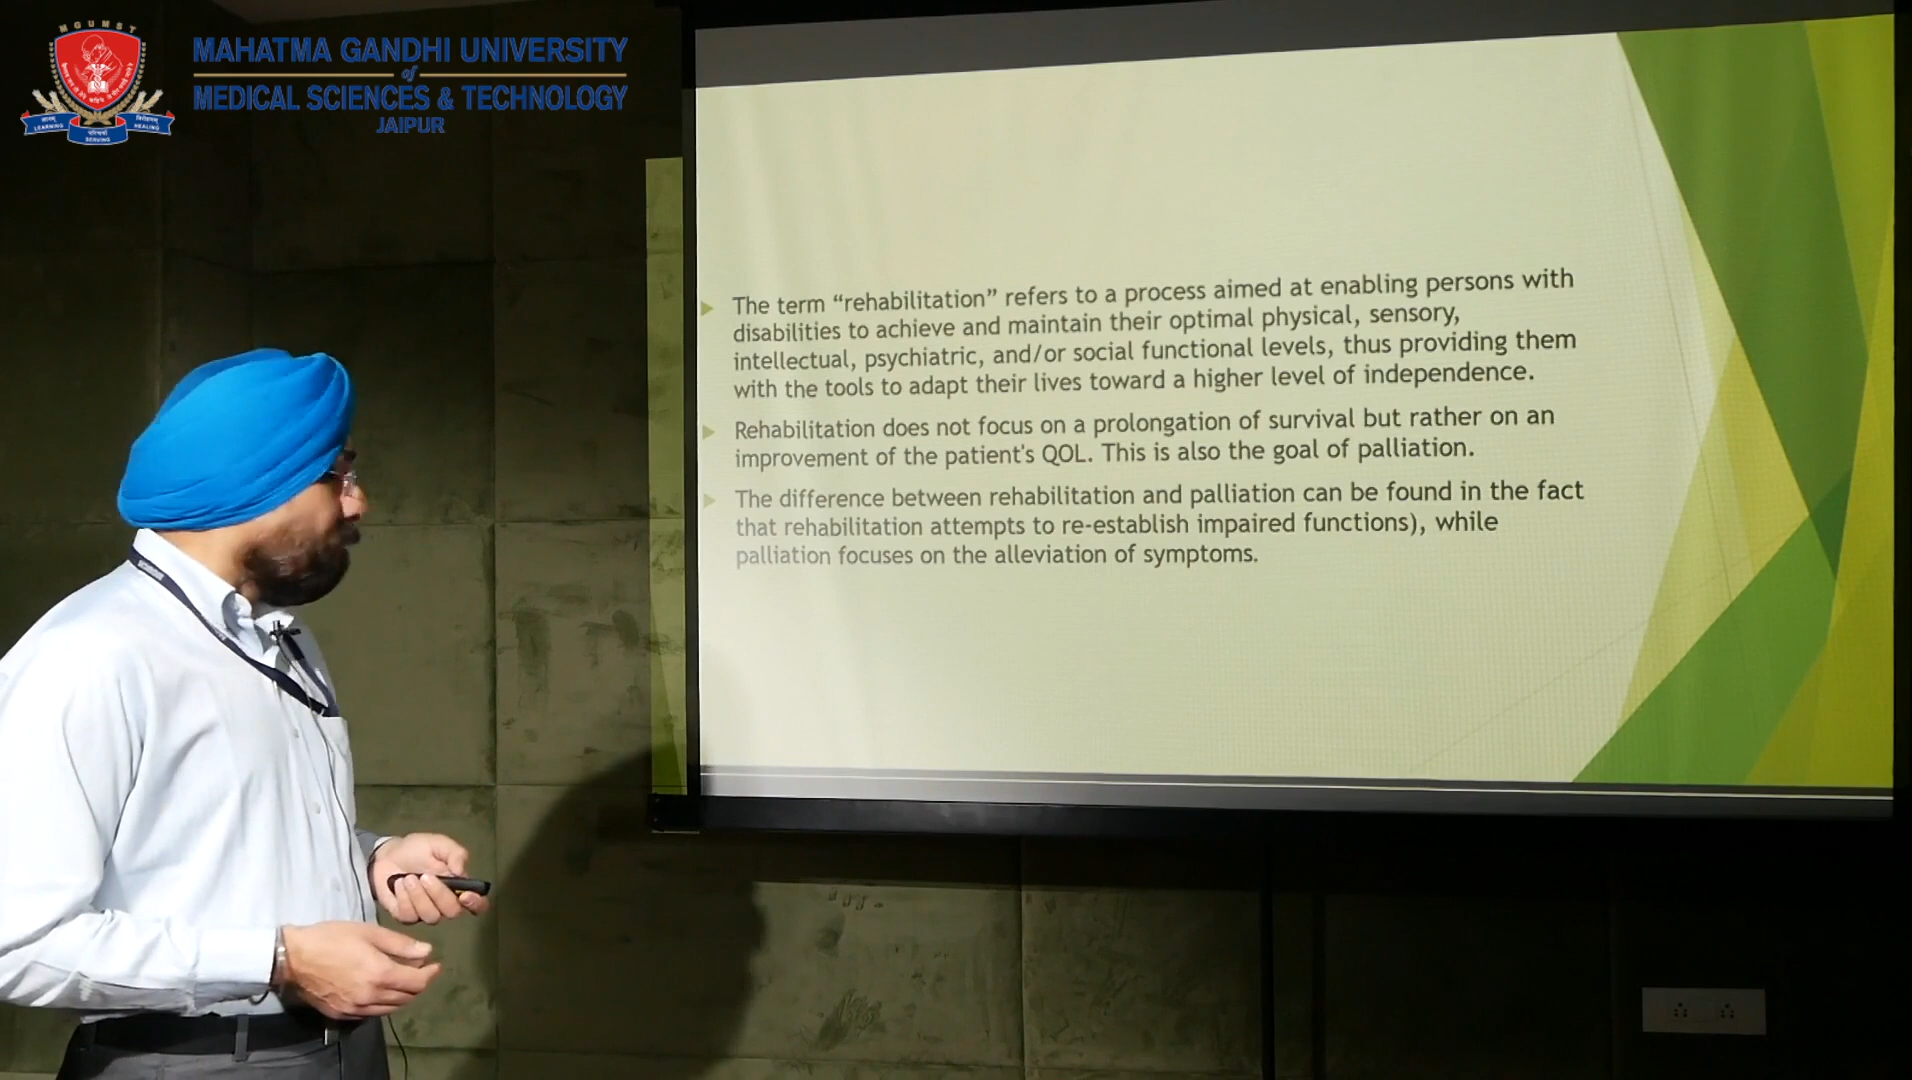 MGUMST
LEARNING
SERVING
HEALING
MAHATMA GANDHI UNIVERSITY
of
MEDICAL SCIENCES & TECHNOLOGY
JAIPUR
The term “rehabilitation” refers to a process aimed at enabling persons with
disabilities to achieve and maintain their optimal physical, sensory,
intellectual, psychiatric, and/or social functional levels, thus providing them
with the tools to adapt their lives toward a higher level of independence.
Rehabilitation does not focus on a prolongation of survival but rather on an
improvement of the patient's QOL. This is also the goal of palliation.
The difference between rehabilitation and palliation can be found in the fact
that rehabilitation attempts to re-establish impaired functions), while
palliation focuses on the alleviation of symptoms.